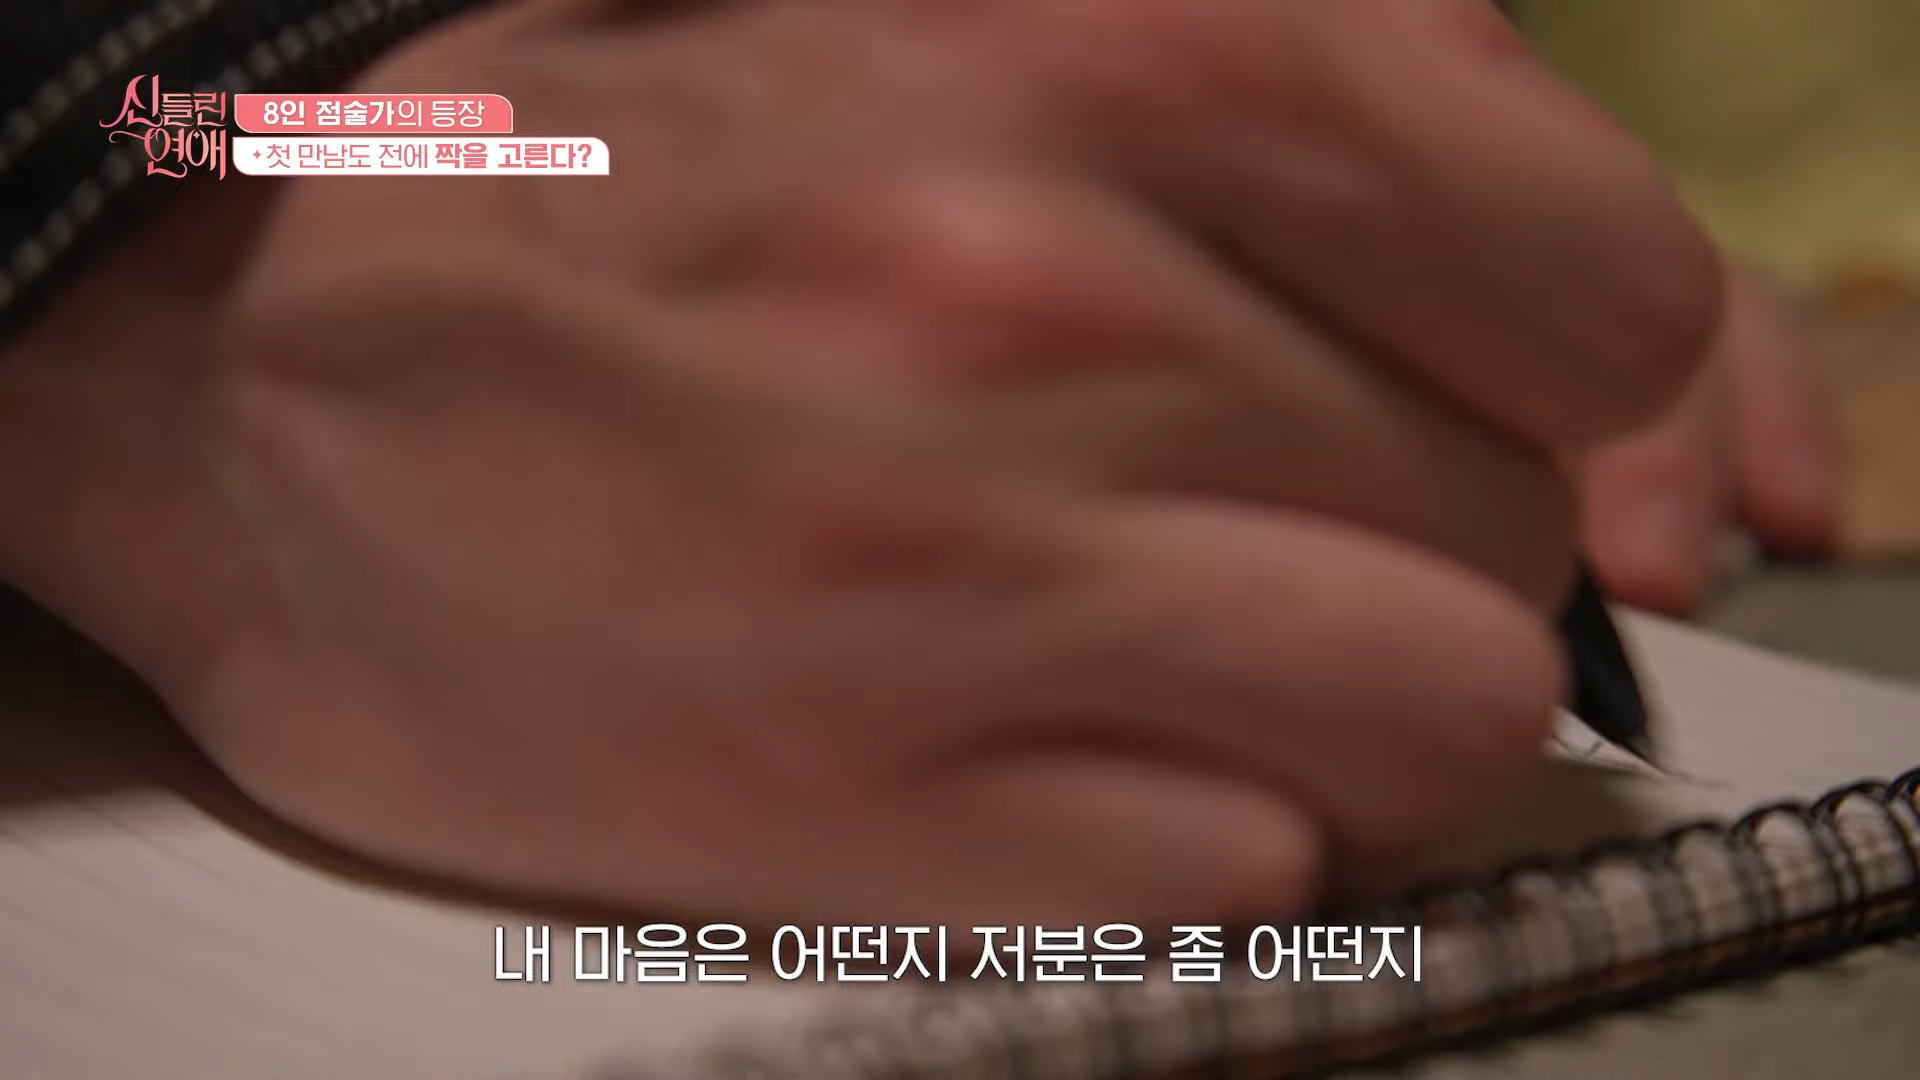 신들린
연애
8인 점술가의 등장
첫 만남도 전에 짝을 고른다?
내 마음은 어떤지 저분은 좀 어떤지